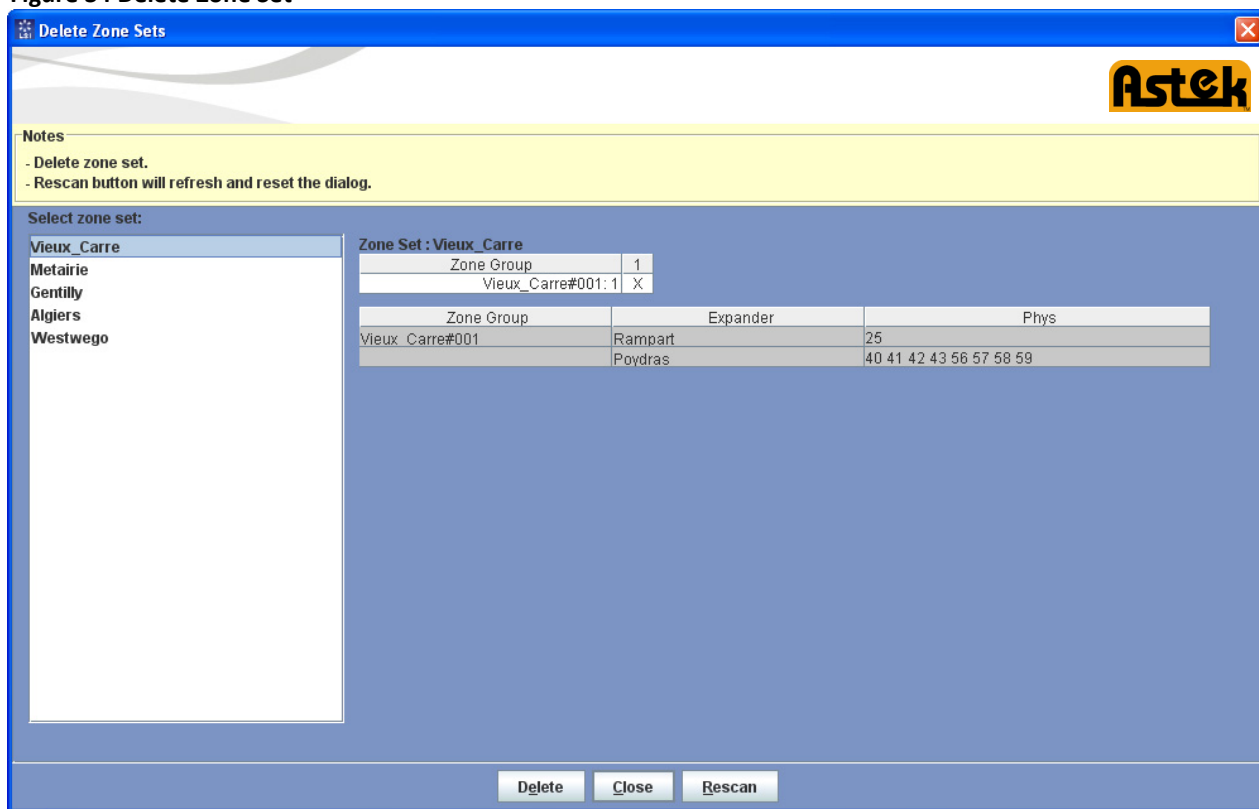 Delete Zone Sets
Astek
Notes
- Delete zone set.
- Rescan button will refresh and reset the dialog.
Select zone set:
Vieux_Carre
Metairie
Gentilly
Algiers
Westwego
Zone Set : Vieux_Carre
Zone Group 1
Vieux_Carre#001: 1 X
Zone Group Expander Phys
Vieux_Carre#001 Rampart 25
Poydras 40 41 42 43 56 57 58 59
Delete Close Rescan